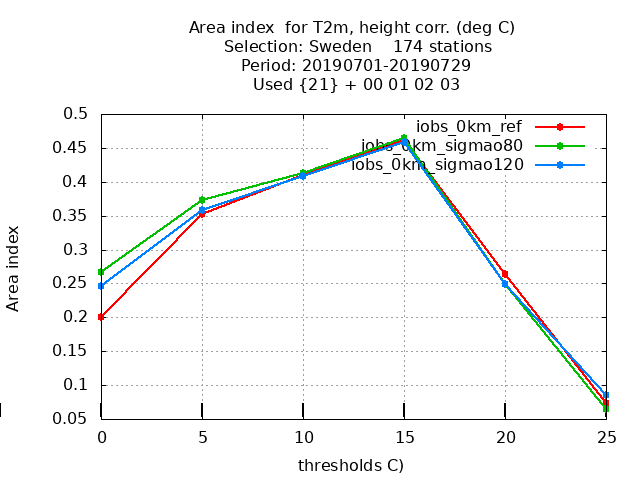 Area index  for T2m, height corr. (deg C)
Selection: Sweden    174 stations
Period: 20190701-20190729
Used {21} + 00 01 02 03
iobs_0km_ref
iobs_0km_sigmao80
iobs_0km_sigmao120
0.5
0.45
0.4
0.35
0.3
0.25
0.2
0.15
0.1
0.05
Area index
0 5 10 15 20 25
thresholds C)